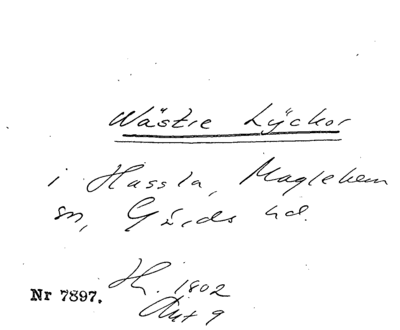 Wästre Lyckor
i Hassla, Maglehem
sn, Gärds hd.
H. 1802
Akt 9
Nr 7897.